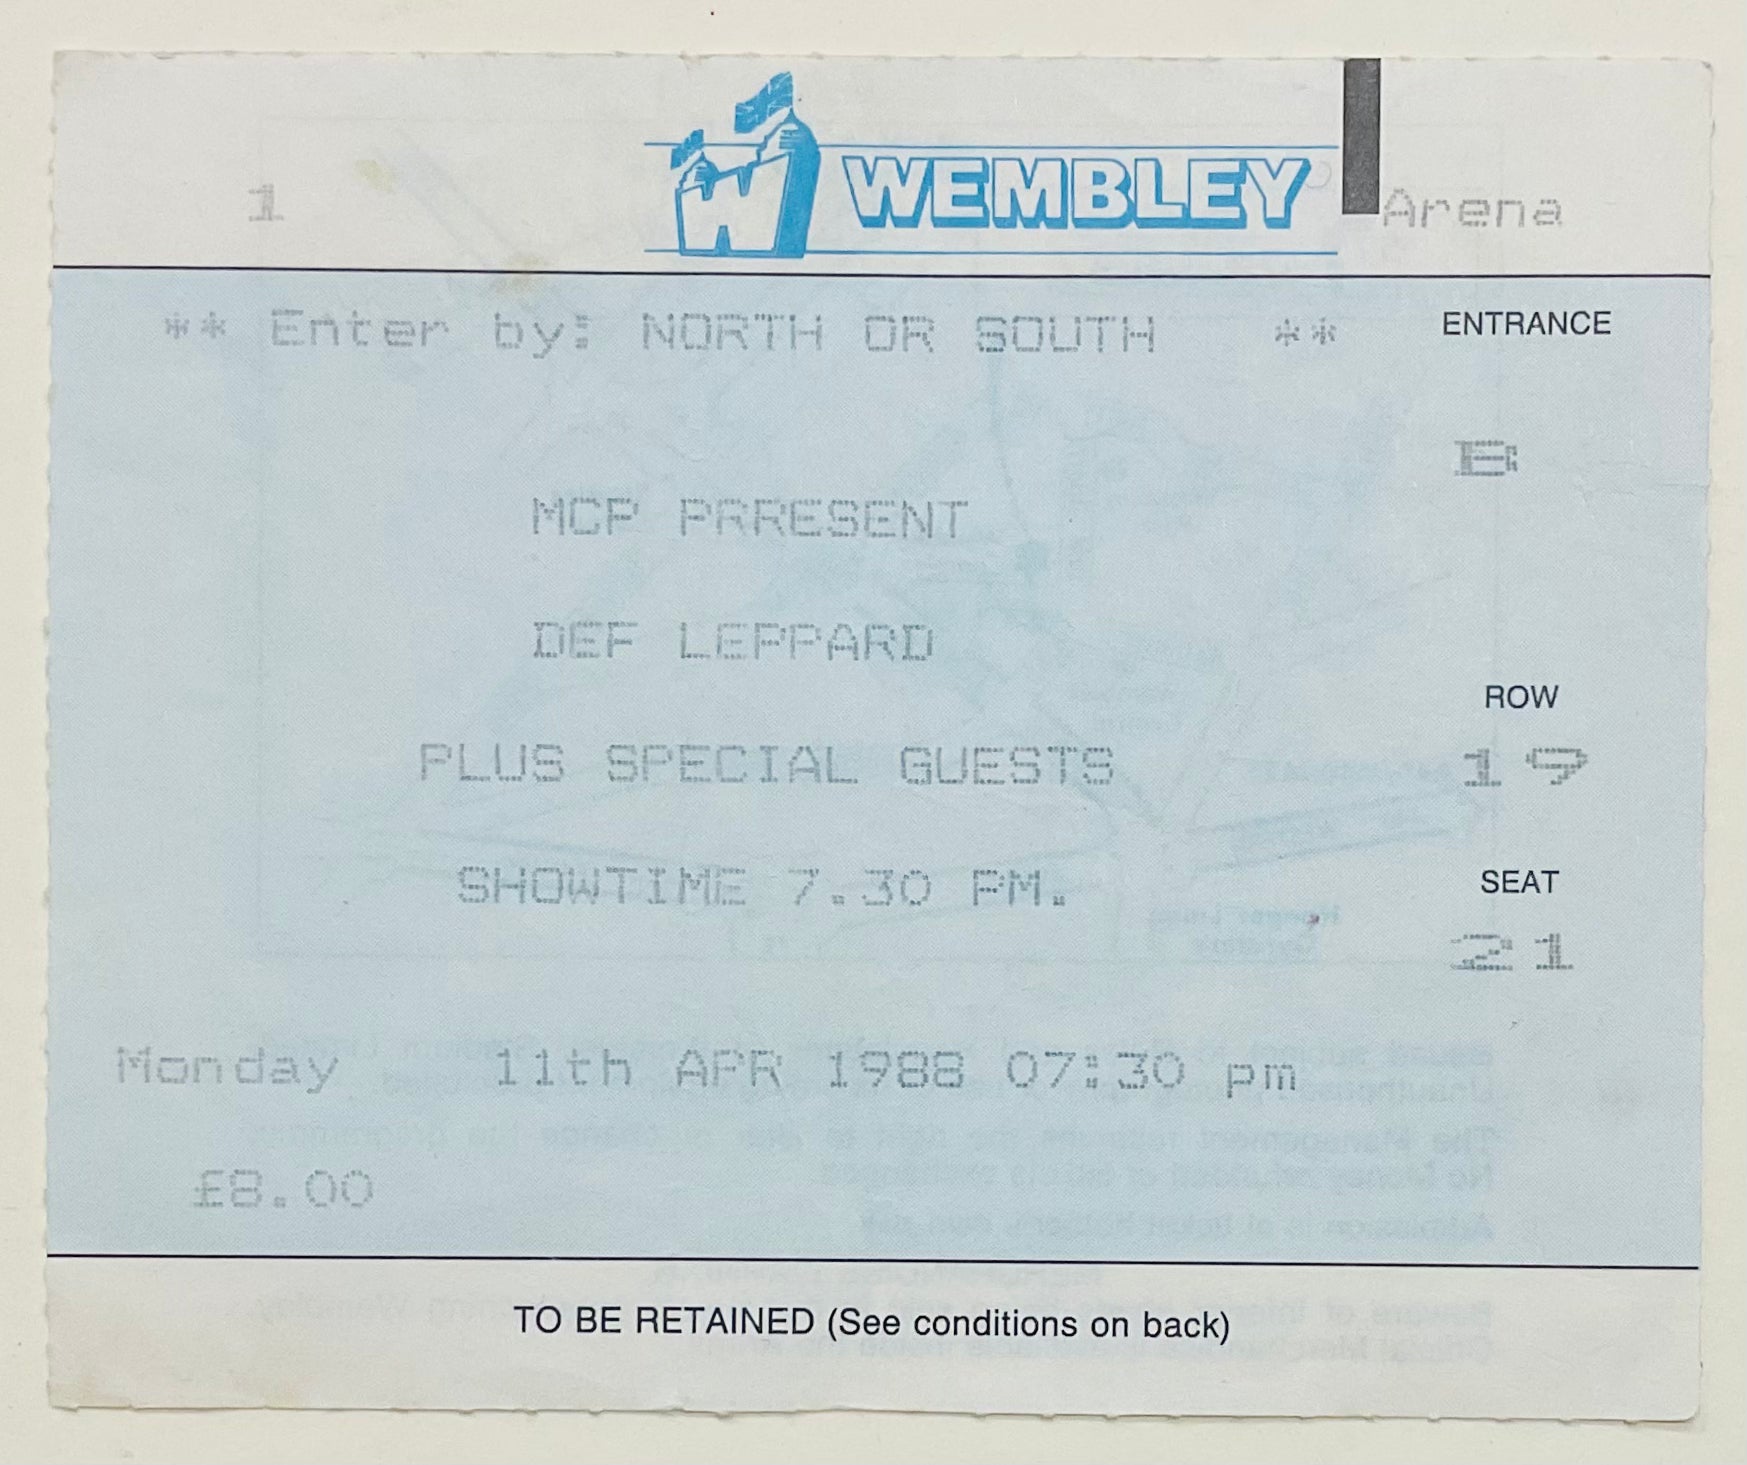 1 WEMBLEY Arena
** Enter by: NORTH OR SOUTH ** ENTRANCE
B
MCP PRRESENT
DEF LEPPARD
ROW
PLUS SPECIAL GUESTS 19
SHOWTIME 7.30 PM. SEAT
21
Monday 11th APR 1988 07:30 pm
£8.00
TO BE RETAINED (See conditions on back)